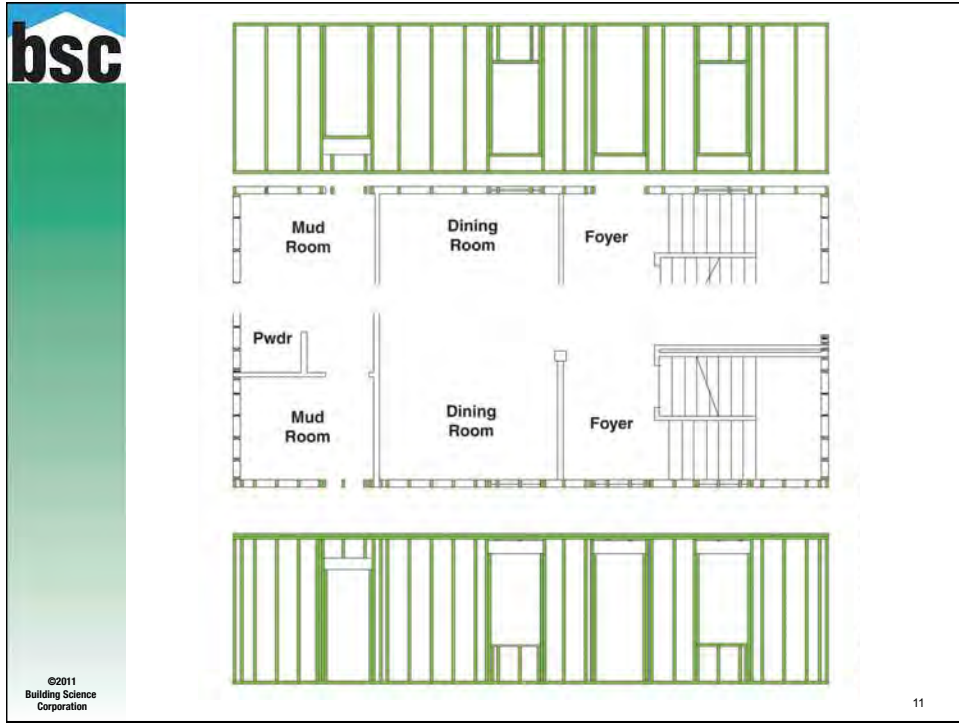 bsc
Mud
Room
Dining
Room
Foyer
Pwdr
Mud
Room
Dining
Room
Foyer
©2011
Building Science
Corporation
11